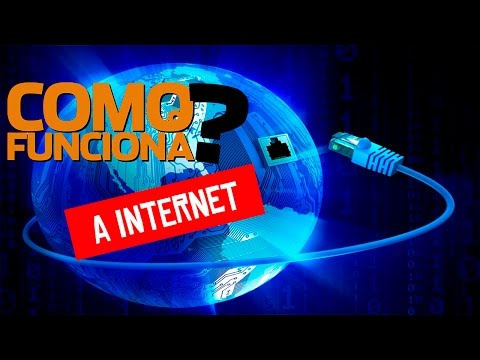 COMO
FUNCIONA?
A INTERNET